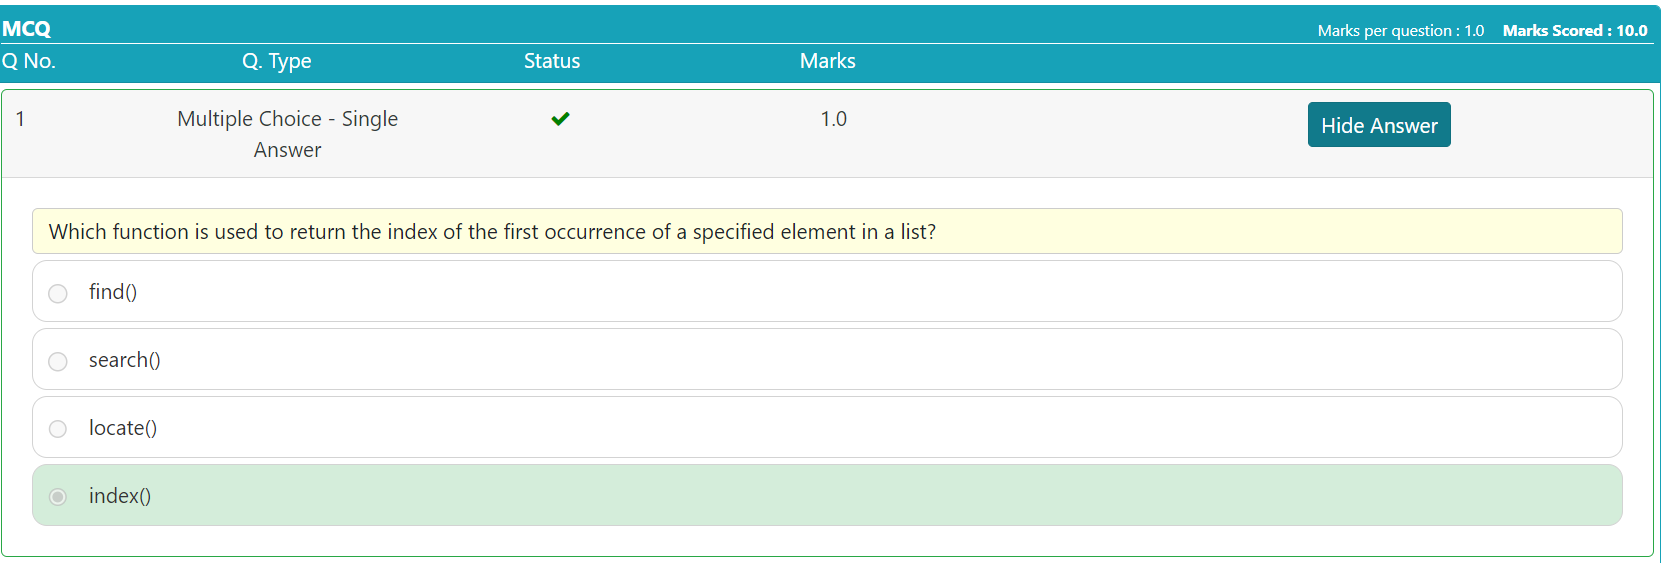 MCQ
Marks per question : 1.0 Marks Scored : 10.0
Q No. Q. Type Status Marks
1 Multiple Choice - Single 1.0 Hide Answer
Answer
Which function is used to return the index of the first occurrence of a specified element in a list?
find()
search()
locate()
index()